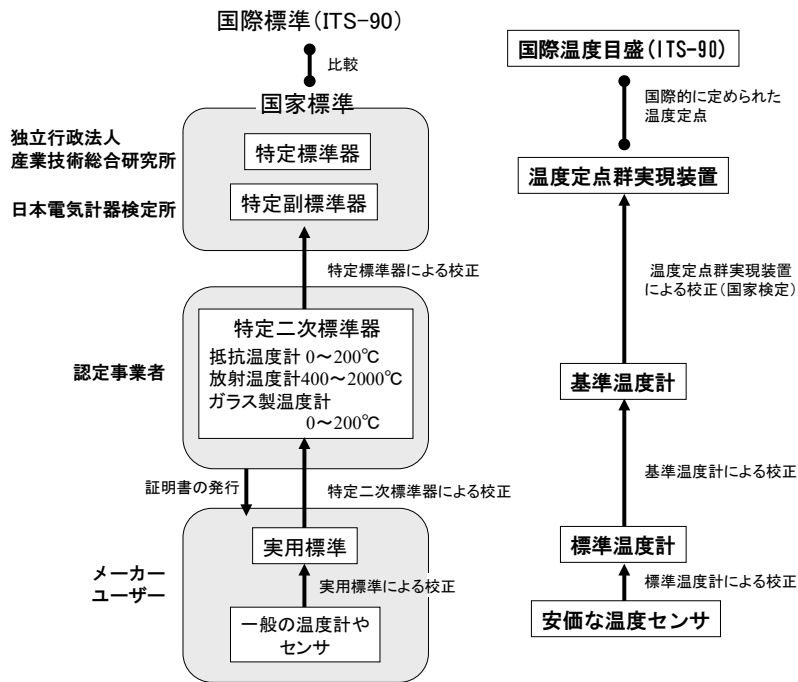 国際標準(ITS-90)
比較
国家標準
独立行政法人
産業技術総合研究所
特定標準器
日本電気計器検定所
特定副標準器
特定標準器による校正
特定二次標準器
抵抗温度計 0～200℃
放射温度計400～2000℃
ガラス製温度計
0～200℃
認定事業者
証明書の発行
特定二次標準器による校正
実用標準
メーカー
ユーザー
実用標準による校正
一般の温度計や
センサ
国際温度目盛(ITS-90)
国際的に定められた
温度定点
温度定点群実現装置
温度定点群実現装置
による校正(国家検定)
基準温度計
基準温度計による校正
標準温度計
標準温度計による校正
安価な温度センサ